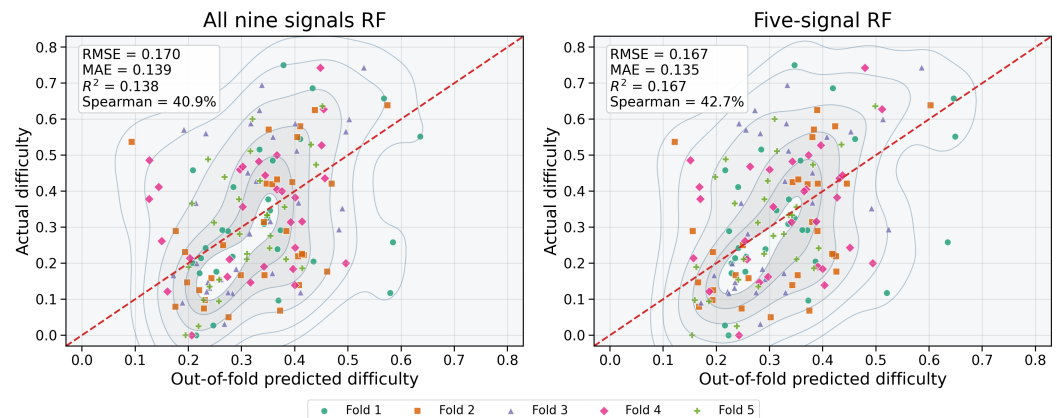 All nine signals RF
RMSE = 0.170
MAE = 0.139
R² = 0.138
Spearman = 40.9%
Actual difficulty
0.8
0.7
0.6
0.5
0.4
0.3
0.2
0.1
0.0
0.0 0.1 0.2 0.3 0.4 0.5 0.6 0.7 0.8
Out-of-fold predicted difficulty
Five-signal RF
RMSE = 0.167
MAE = 0.135
R² = 0.167
Spearman = 42.7%
Actual difficulty
0.8
0.7
0.6
0.5
0.4
0.3
0.2
0.1
0.0
0.0 0.1 0.2 0.3 0.4 0.5 0.6 0.7 0.8
Out-of-fold predicted difficulty
Fold 1 Fold 2 Fold 3 Fold 4 Fold 5